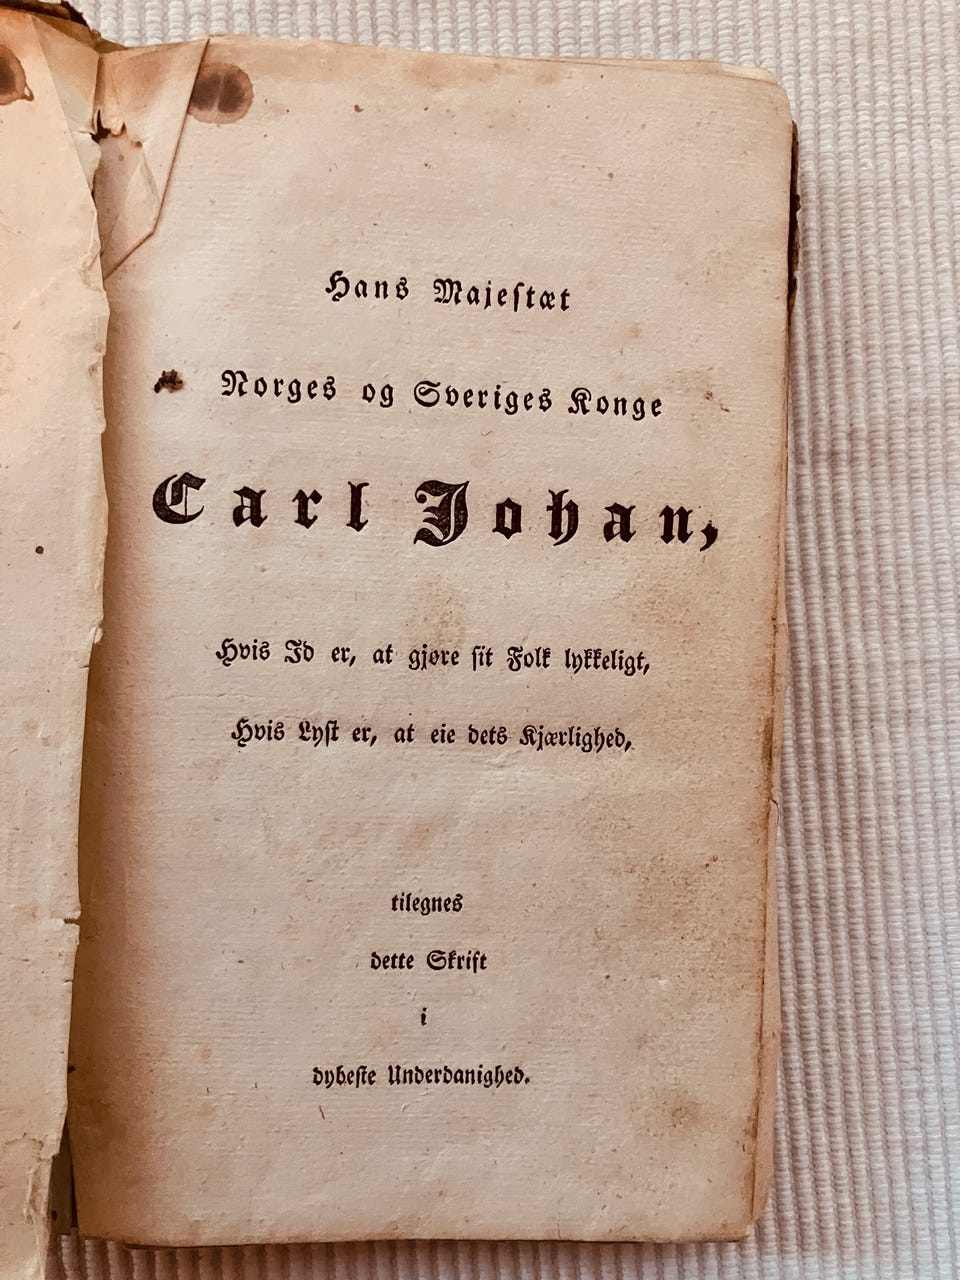 Hans Majestæt
Norges og Sveriges Konge
Carl Johan,
Hvis Id er, at gjøre sit Folk lykkeligt,
Hvis Lyst er, at eie dets Kjærlighed,
tilegnes
dette Skrift
i
dybeste Underdanighed.